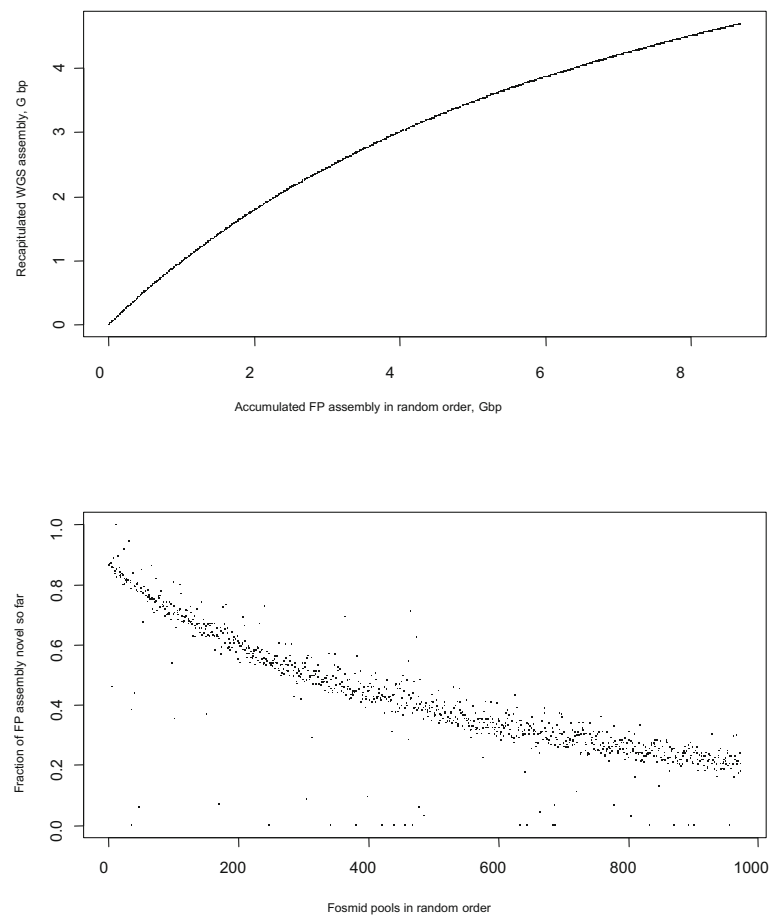 Recapitulated WGS assembly, G bp
4
3
2
1
0
0 2 4 6 8
Accumulated FP assembly in random order, Gbp
Fraction of FP assembly novel so far
1.0
0.8
0.6
0.4
0.2
0.0
0 200 400 600 800 1000
Fosmid pools in random order